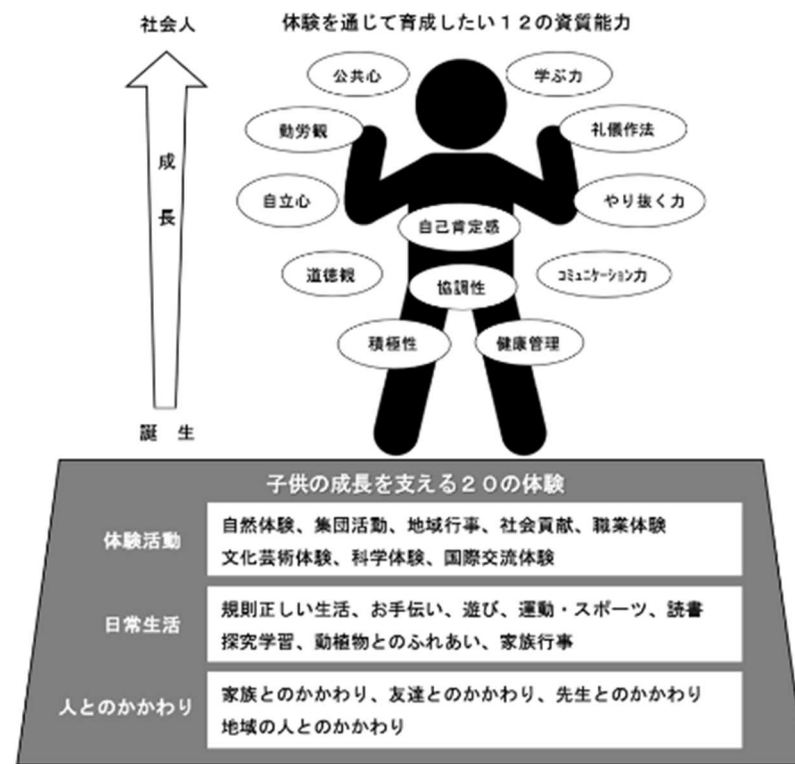 社会人
体験を通じて育成したい１２の資質能力
公共心
学ぶ力
勤労観
礼儀作法
成長
自立心
やり抜く力
自己肯定感
道徳観
協調性
コミュニケーション力
積極性
健康管理
誕 生
子供の成長を支える２０の体験
体験活動
自然体験、集団活動、地域行事、社会貢献、職業体験
文化芸術体験、科学体験、国際交流体験
日常生活
規則正しい生活、お手伝い、遊び、運動・スポーツ、読書
探究学習、動植物とのふれあい、家族行事
人とのかかわり
家族とのかかわり、友達とのかかわり、先生とのかかわり
地域の人とのかかわり